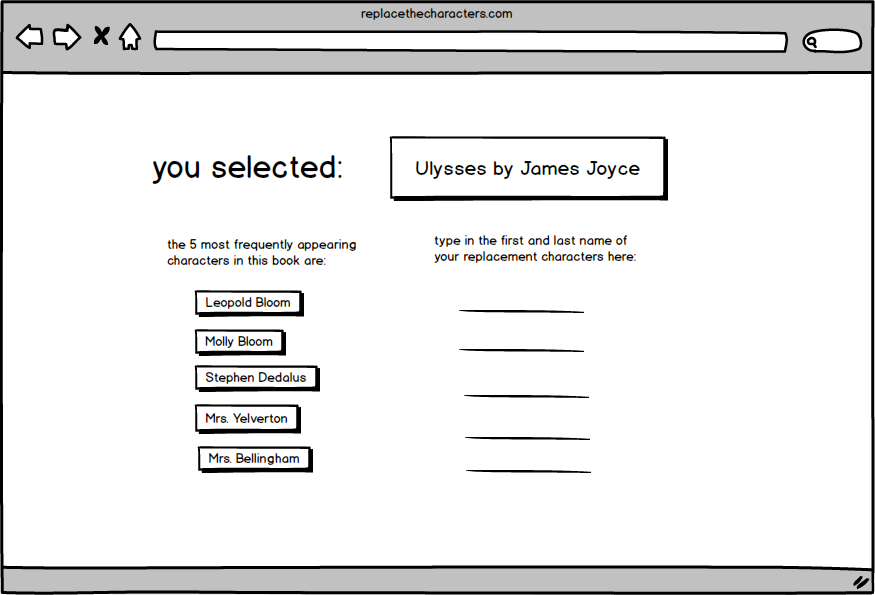 replacethecharacters.com
you selected:
Ulysses by James Joyce
the 5 most frequently appearing
characters in this book are:
type in the first and last name of
your replacement characters here:
Leopold Bloom
Molly Bloom
Stephen Dedalus
Mrs. Yelverton
Mrs. Bellingham